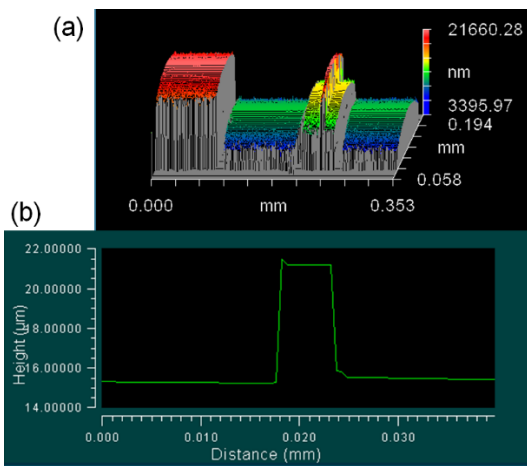 (a)
21660.28
nm
3395.97
0.194
mm
0.058
0.000 mm 0.353
(b)
22.00000
20.00000
18.00000
16.00000
14.00000
Height (µm)
0.000 0.010 0.020 0.030
Distance (mm)